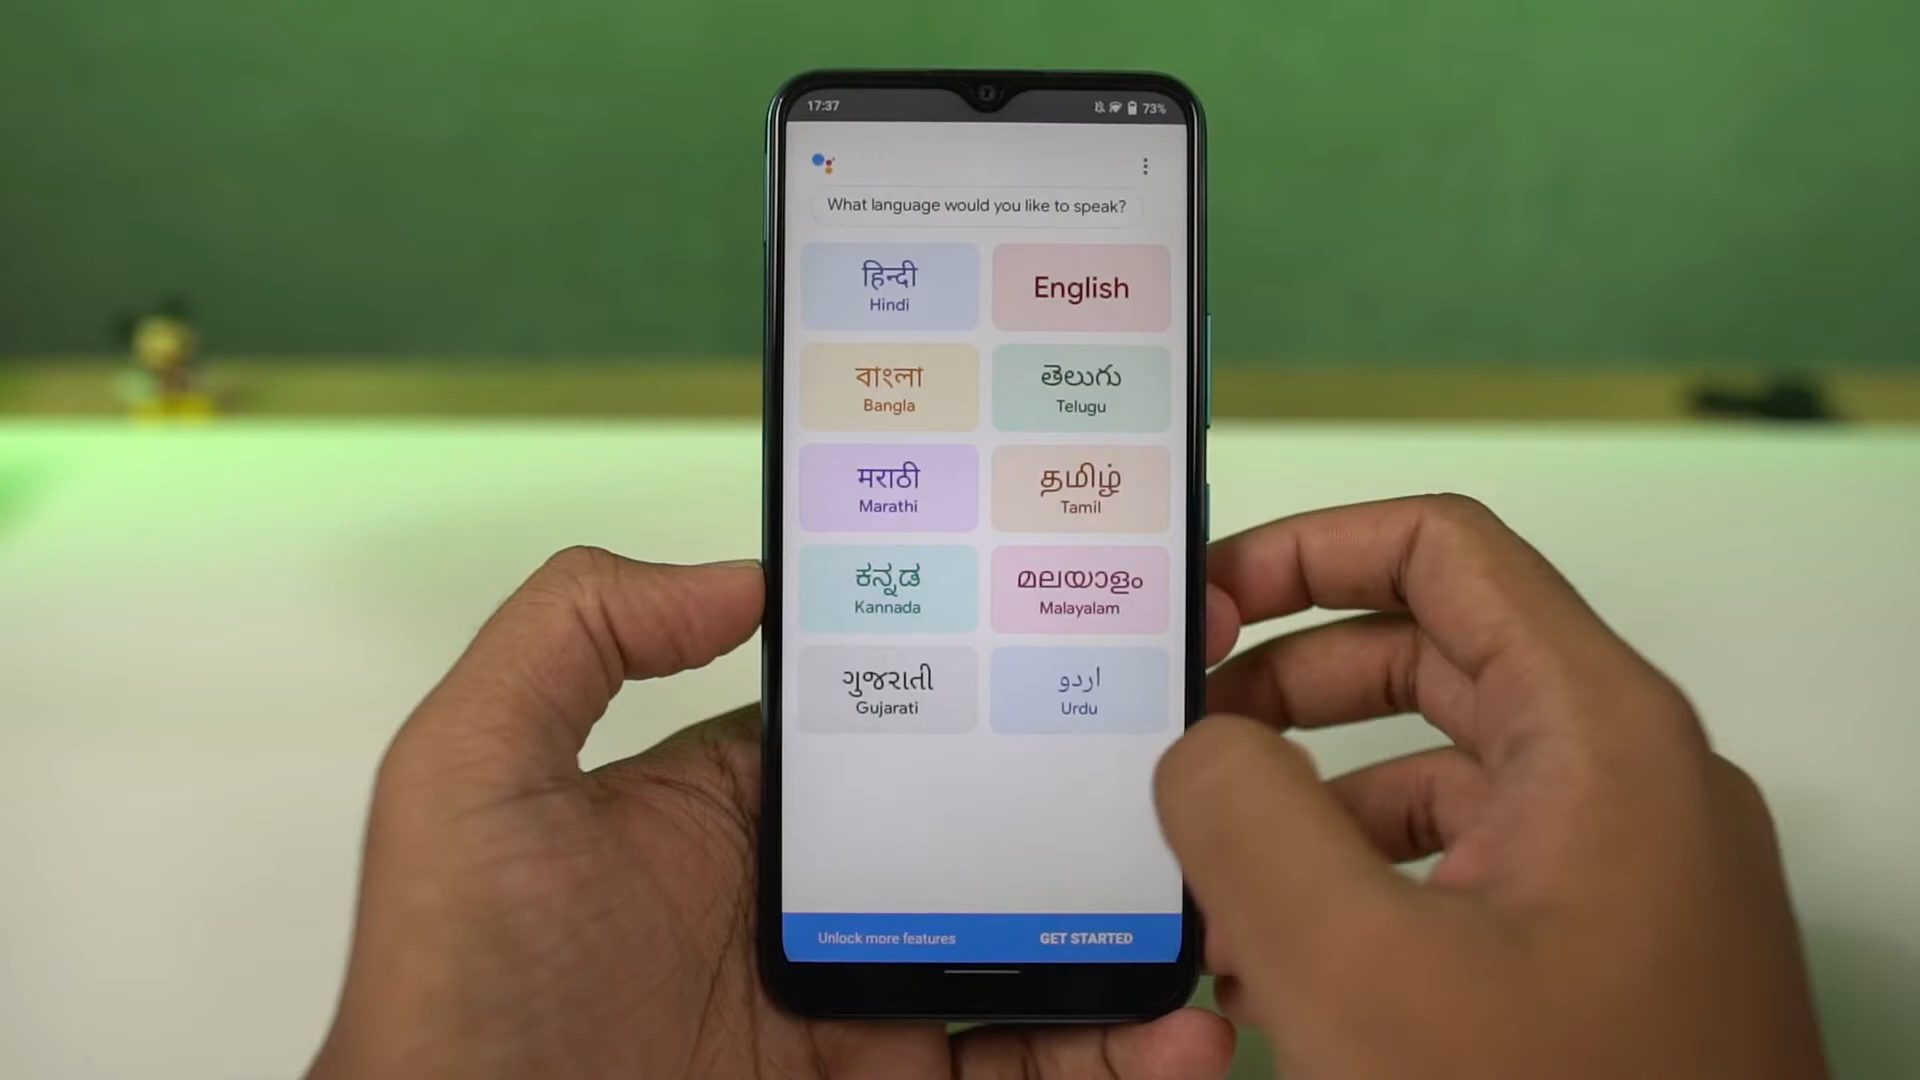 17:37
73%
What language would you like to speak?
हिन्दी
Hindi
English
বাংলা
Bangla
తెలుగు
Telugu
मराठी
Marathi
தமிழ்
Tamil
ಕನ್ನಡ
Kannada
മലയാളം
Malayalam
ગુજરાતી
Gujarati
اردو
Urdu
Unlock more features
GET STARTED